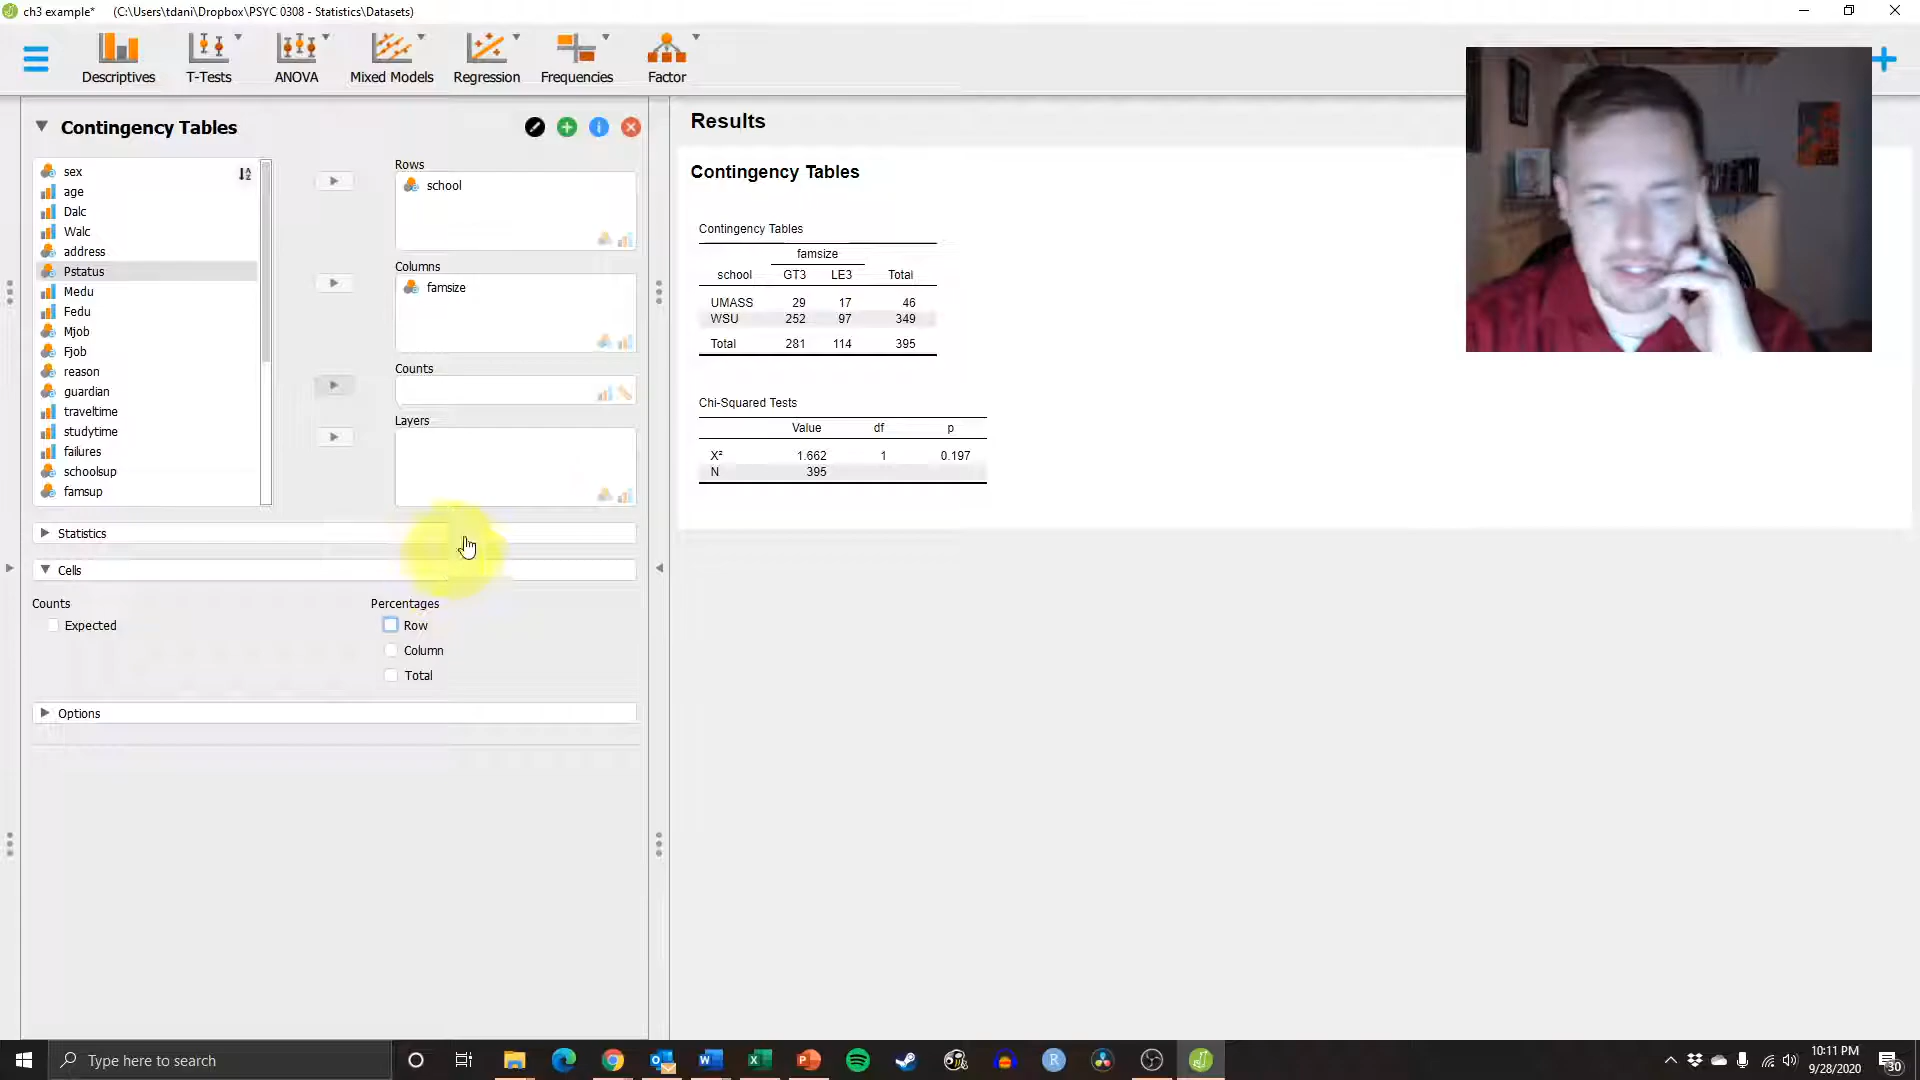 ch3 example* (C:\Users\tdani\Dropbox\PSYC 0308 - Statistics\Datasets)
Descriptives
T-Tests
ANOVA
Mixed Models
Regression
Frequencies
Factor
Contingency Tables
sex
age
Dalc
Walc
address
Pstatus
Medu
Fedu
Mjob
Fjob
reason
guardian
traveltime
studytime
failures
schoolsup
famsup
Rows
school
Columns
famsize
Counts
Layers
Statistics
Cells
Counts
Expected
Percentages
Row
Column
Total
Options
Results
Contingency Tables
Contingency Tables
famsize
school GT3 LE3 Total
UMASS 29 17 46
WSU 252 97 349
Total 281 114 395
Chi-Squared Tests
Value df p
X² 1.662 1 0.197
N 395
Type here to search
10:11 PM
9/28/2020
30